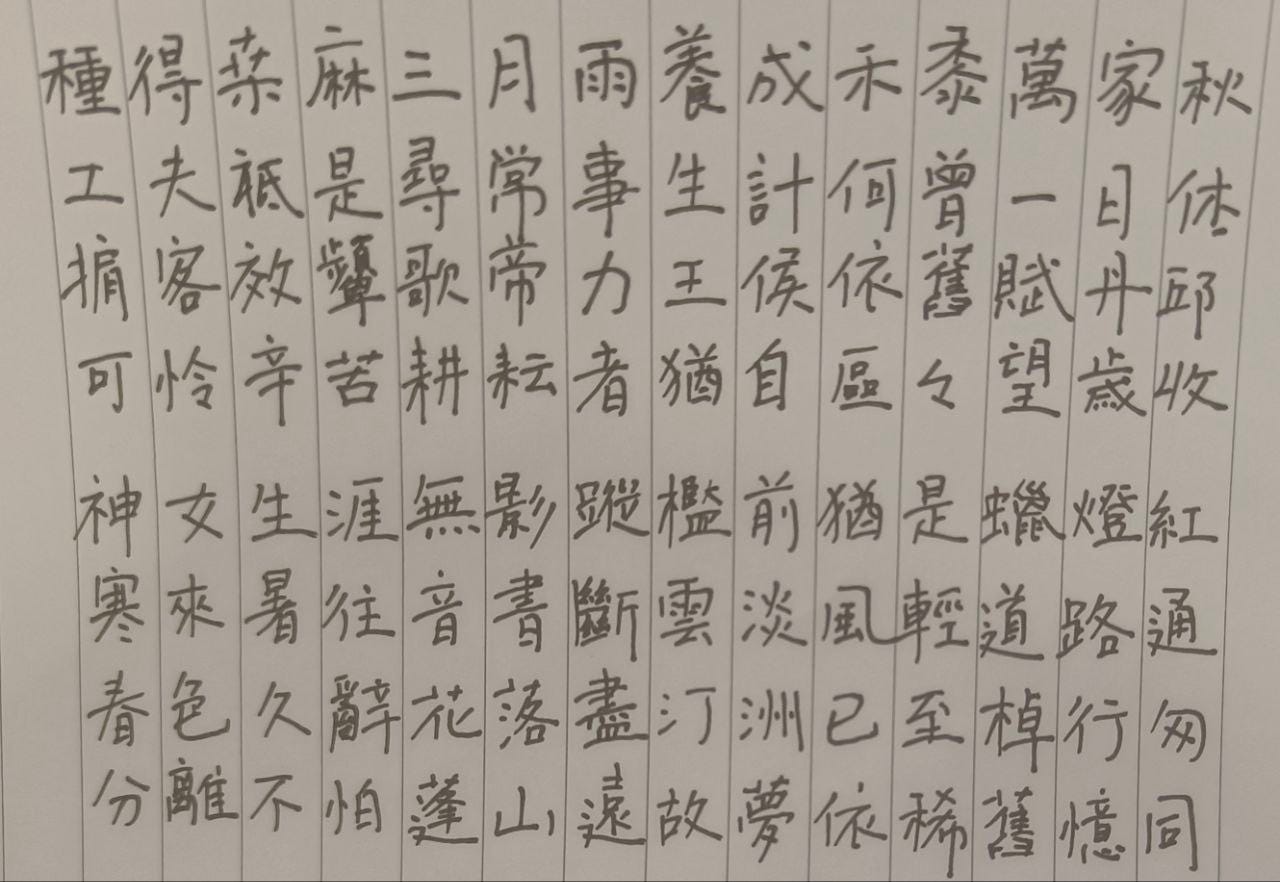 種得菜麻三月雨養成禾黍萬家秋
工夫祗是尋常事生計何曾一日休
掮客效顰歌帝力王侯依舊賦丹邱
可怜辛苦耕耘者猶自區々望歲收
神女生涯無影蹤檻前猶是蠟燈紅
寒來暑往音書斷雲淡風輕道路通
春色久辭花落盡汀洲已至棹行匆
分離不怕蓬山遠故夢依稀舊憶同